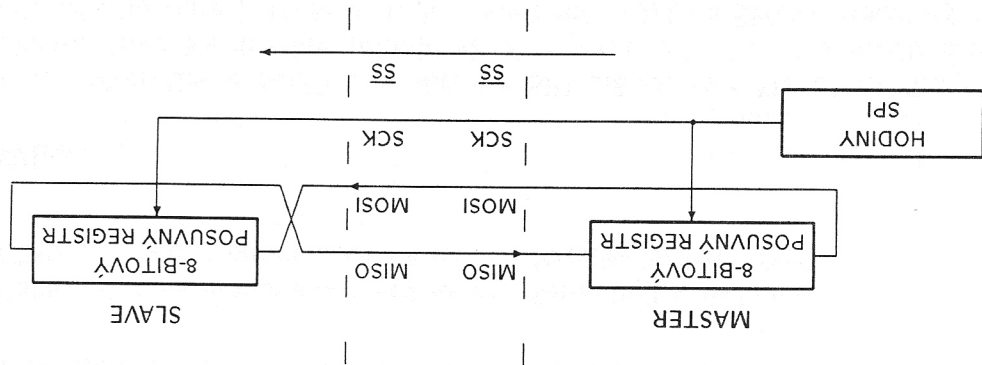 MASTER
SLAVE
8-BITOVÝ
POSUVNÝ REGISTR
MISO
MISO
8-BITOVÝ
POSUVNÝ REGISTR
MOSI
MOSI
HODINY
SPI
SCK
SCK
SS
SS